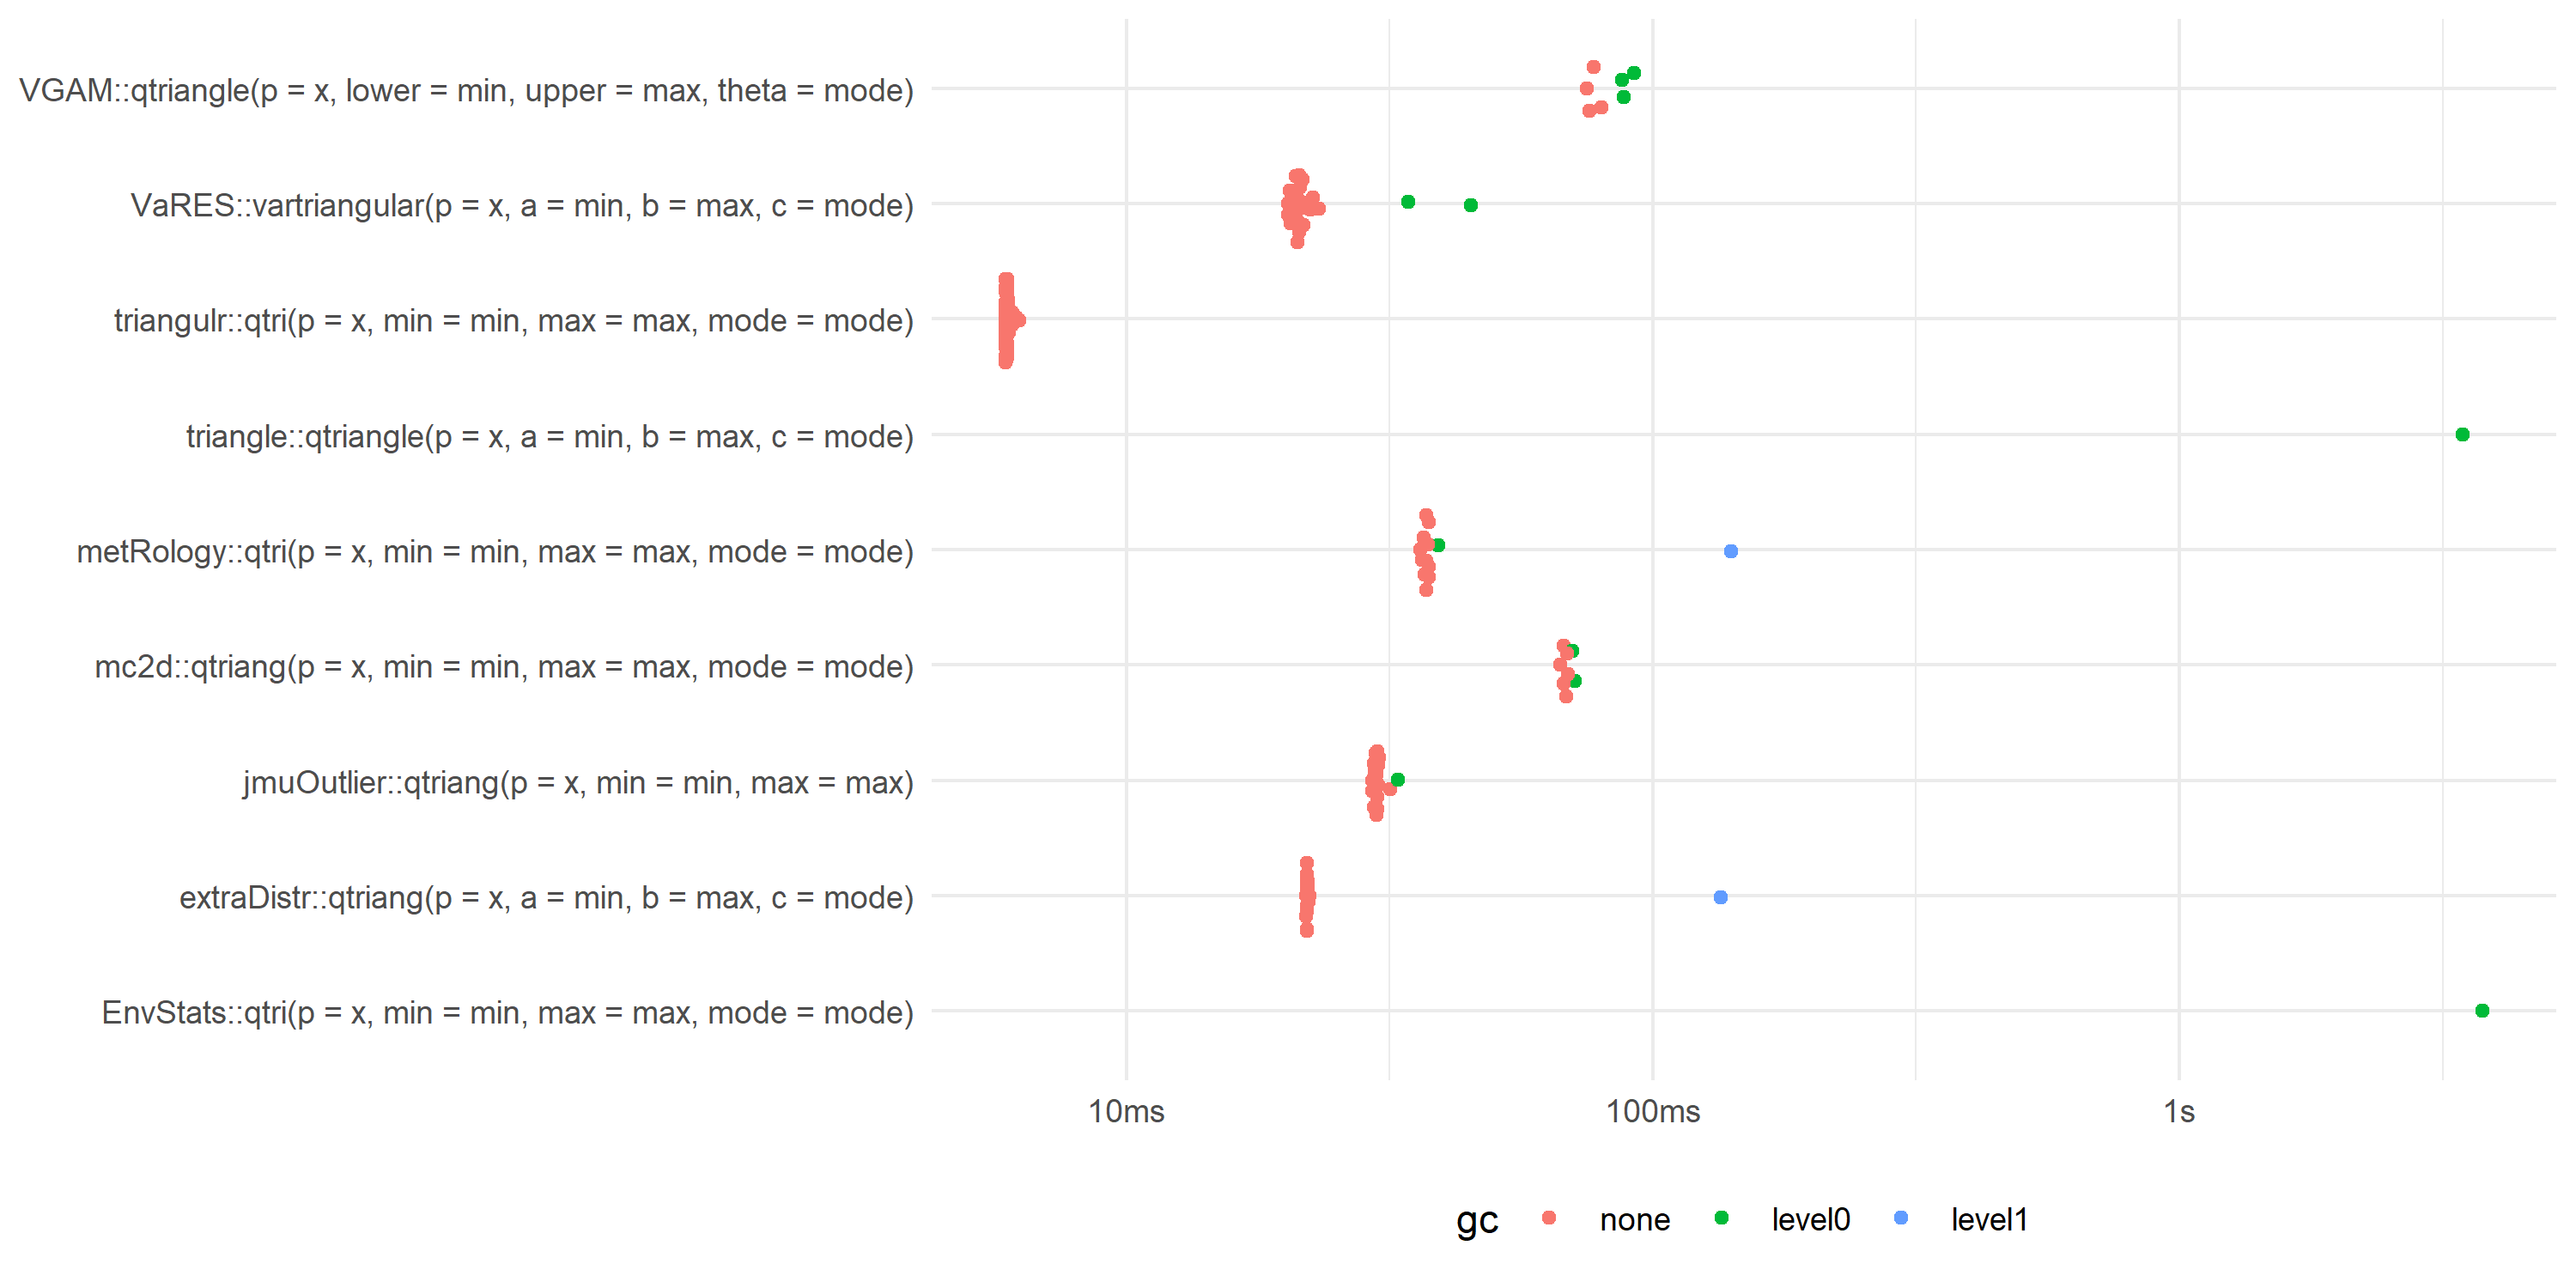 VGAM::qtriangle(p = x, lower = min, upper = max, theta = mode)
VaRES::vartriangular(p = x, a = min, b = max, c = mode)
triangulr::qtri(p = x, min = min, max = max, mode = mode)
triangle::qtriangle(p = x, a = min, b = max, c = mode)
metRology::qtri(p = x, min = min, max = max, mode = mode)
mc2d::qtriang(p = x, min = min, max = max, mode = mode)
jmuOutlier::qtriang(p = x, min = min, max = max)
extraDistr::qtriang(p = x, a = min, b = max, c = mode)
EnvStats::qtri(p = x, min = min, max = max, mode = mode)
10ms 100ms 1s
gc none level0 level1